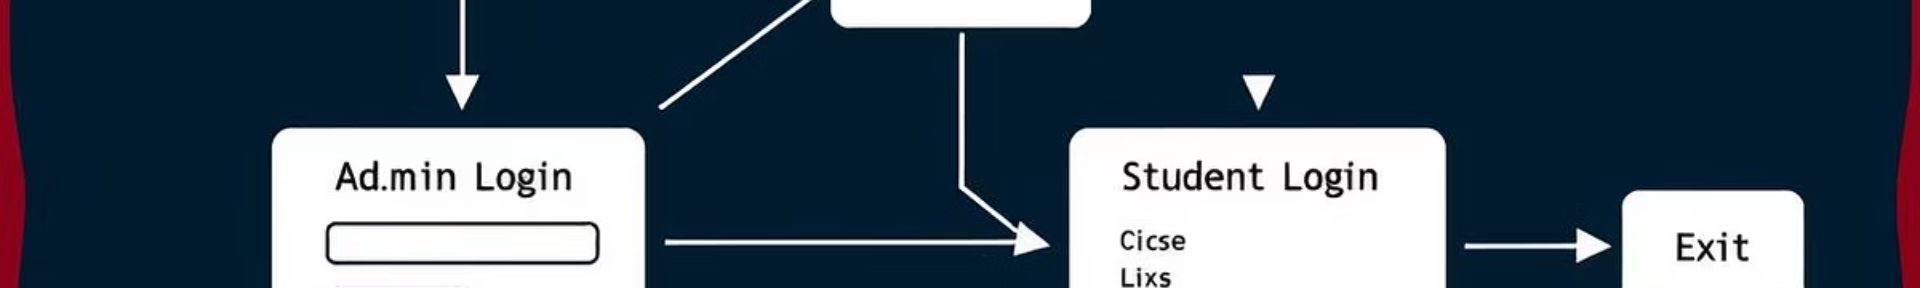 Ad.min Login
Student Login
Cicse
Lixs
Exit